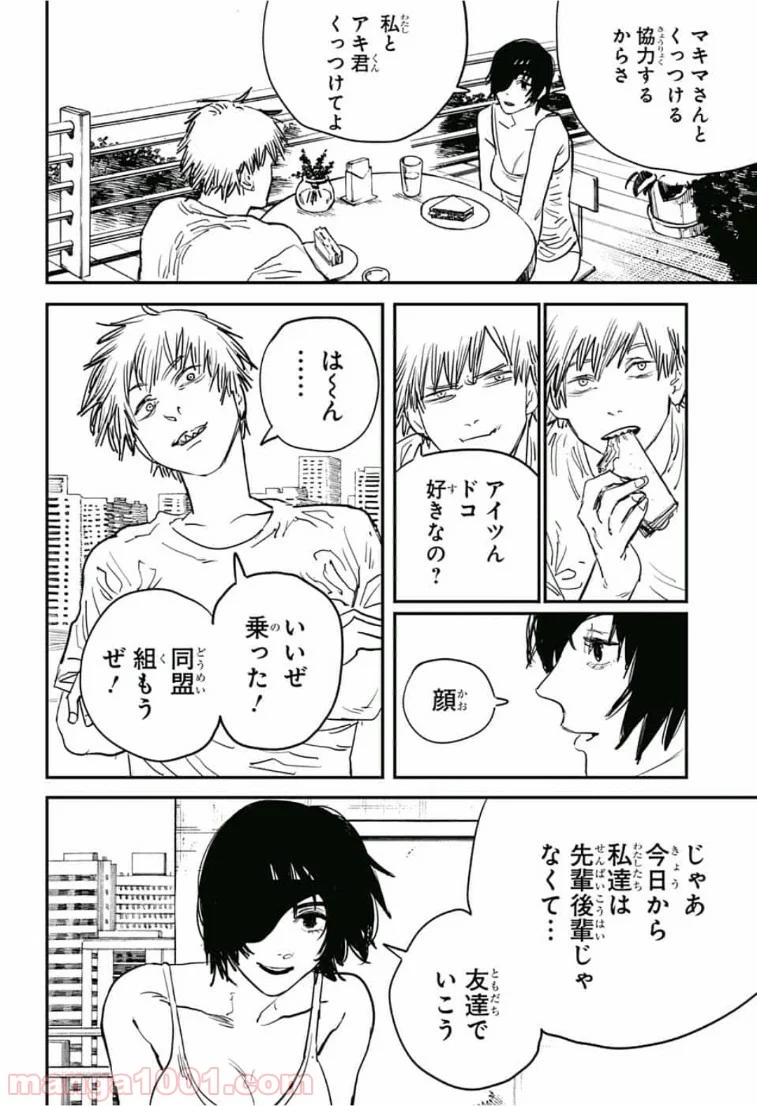 マキマさんと
くっつける
協力する
からさ
私と
アキ君
くっつけてよ
アイツん
ドコ
好きなの？
顔
は〜ん
……
いいぜ
乗った！
同盟
組もう
ぜ！
じゃあ
今日から
私達は
先輩後輩じゃ
なくて…
友達で
いこう
manga1001.com